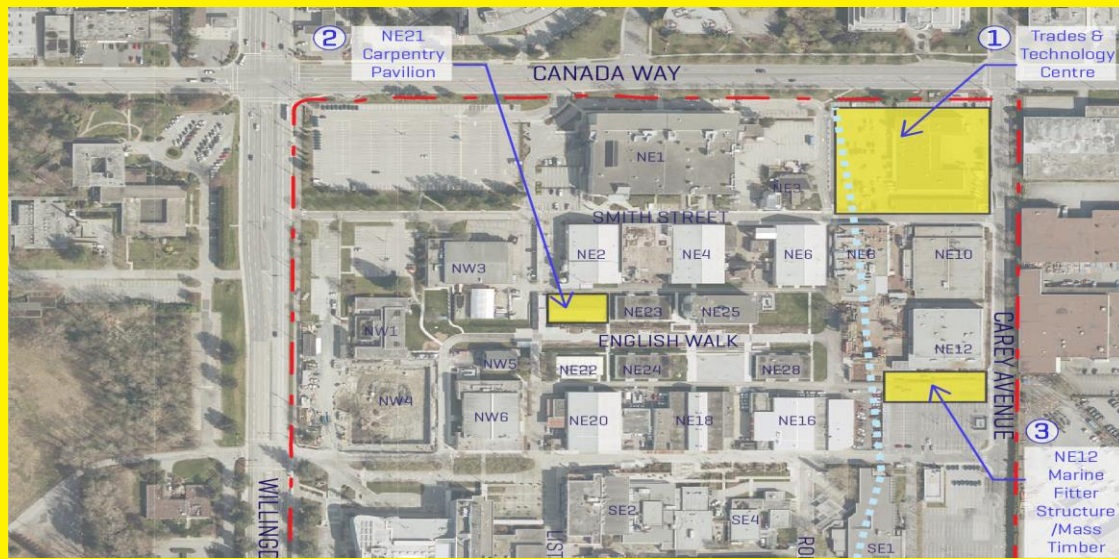 2
NE21
Carpentry
Pavilion
1
Trades &
Technology
Centre
CANADA WAY
NE1
NE3
SMITH STREET
NW3
NE2
NE4
NE6
NE8
NE10
NE23
NE25
NW1
ENGLISH WALK
NE12
NW5
NE22
NE24
NE28
CAREY AVENUE
NW4
NW6
NE20
NE18
NE16
3
NE12
Marine
Fitter
Structure
/Mass
Timber
SE2
SE4
SE1